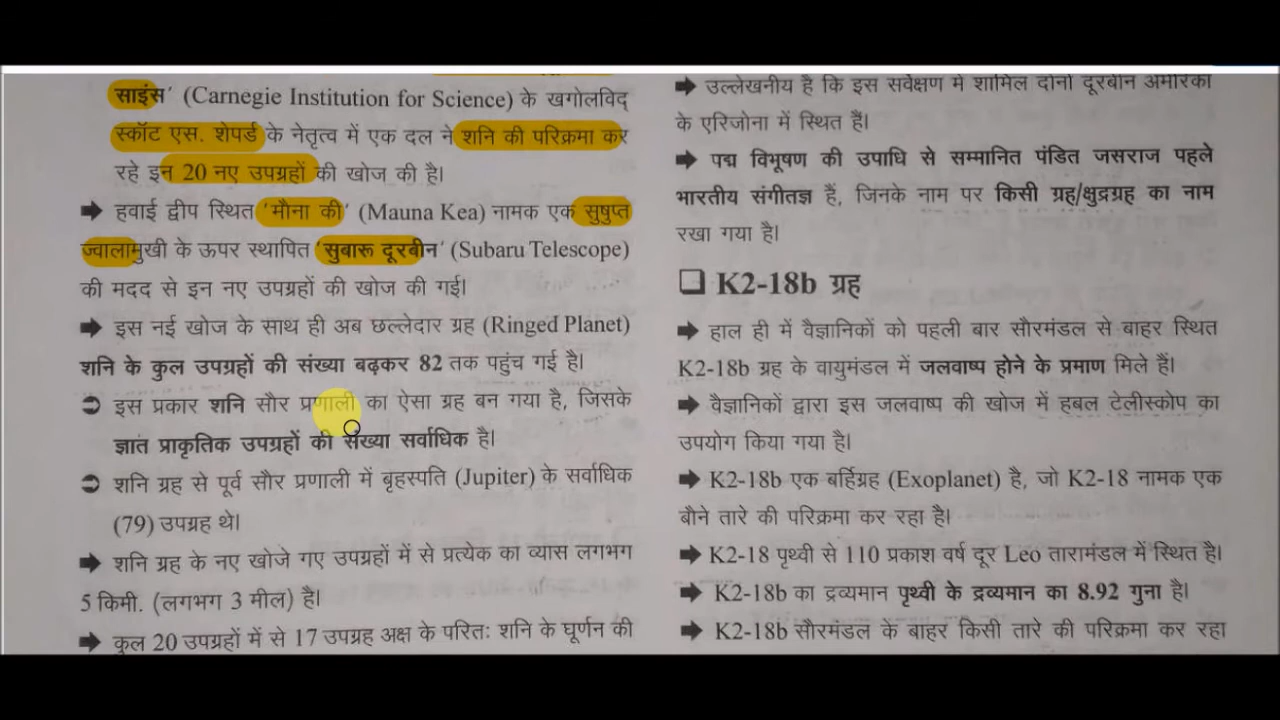 साइंस' (Carnegie Institution for Science) के खगोलविद्
स्कॉट एस. शेपर्ड के नेतृत्व में एक दल ने शनि की परिक्रमा कर
रहे इन 20 नए उपग्रहों की खोज की है।
➡ हवाई द्वीप स्थित 'मौना की' (Mauna Kea) नामक एक सुषुप्त
ज्वालामुखी के ऊपर स्थापित 'सुबारू दूरबीन' (Subaru Telescope)
की मदद से इन नए उपग्रहों की खोज की गई।
➡ इस नई खोज के साथ ही अब छल्लेदार ग्रह (Ringed Planet)
शनि के कुल उपग्रहों की संख्या बढ़कर 82 तक पहुंच गई है।
➲ इस प्रकार शनि सौर प्रणाली का ऐसा ग्रह बन गया है, जिसके
ज्ञात प्राकृतिक उपग्रहों की संख्या सर्वाधिक है।
➲ शनि ग्रह से पूर्व सौर प्रणाली में बृहस्पति (Jupiter) के सर्वाधिक
(79) उपग्रह थे।
➡ शनि ग्रह के नए खोजे गए उपग्रहों में से प्रत्येक का व्यास लगभग
5 किमी. (लगभग 3 मील) है।
➡ कुल 20 उपग्रहों में से 17 उपग्रह अक्ष के परितः शनि के घूर्णन की
➡ उल्लेखनीय है कि इस सर्वेक्षण में शामिल दोनों दूरबीन अमेरिका
के एरिजोना में स्थित हैं।
➡ पद्म विभूषण की उपाधि से सम्मानित पंडित जसराज पहले
भारतीय संगीतज्ञ हैं, जिनके नाम पर किसी ग्रह/क्षुद्रग्रह का नाम
रखा गया है।
❑ K2-18b ग्रह
➡ हाल ही में वैज्ञानिकों को पहली बार सौरमंडल से बाहर स्थित
K2-18b ग्रह के वायुमंडल में जलवाष्प होने के प्रमाण मिले हैं।
➡ वैज्ञानिकों द्वारा इस जलवाष्प की खोज में हबल टेलीस्कोप का
उपयोग किया गया है।
➡ K2-18b एक बर्हिग्रह (Exoplanet) है, जो K2-18 नामक एक
बौने तारे की परिक्रमा कर रहा है।
➡ K2-18 पृथ्वी से 110 प्रकाश वर्ष दूर Leo तारामंडल में स्थित है।
➡ K2-18b का द्रव्यमान पृथ्वी के द्रव्यमान का 8.92 गुना है।
➡ K2-18b सौरमंडल के बाहर किसी तारे की परिक्रमा कर रहा